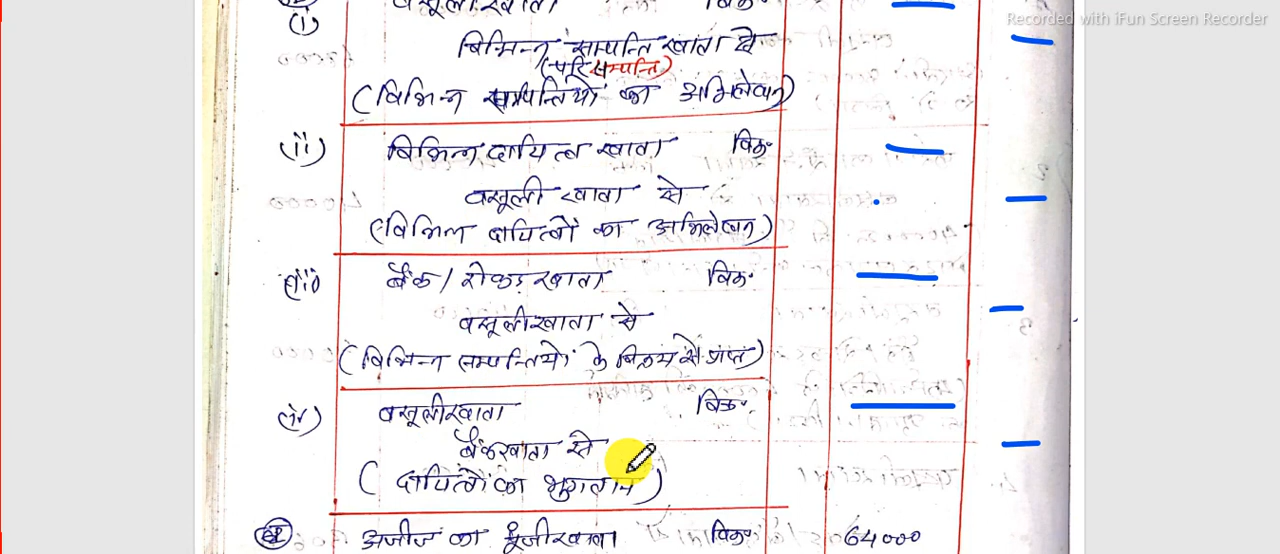 (i) वसूली खाता विक॰
Recorded with iFun Screen Recorder
विभिन्न सम्पत्ति खाता से
(परिसम्पत्ति)
(विभिन्न सम्पत्तियों का अभिलेखन)
(ii) विभिन्न दायित्व खाता विक॰
वसूली खाता से
(विभिन्न दायित्वों का अभिलेखन)
(iii) बैंक / रोकड़ खाता विक॰
वसूली खाता से
(विभिन्न सम्पत्तियों के विक्रय से प्राप्त)
(iv) वसूली खाता विक॰
बैंक खाता से
(दायित्वों का भुगतान)
अजीज का पूँजी खाता विक॰ 64000